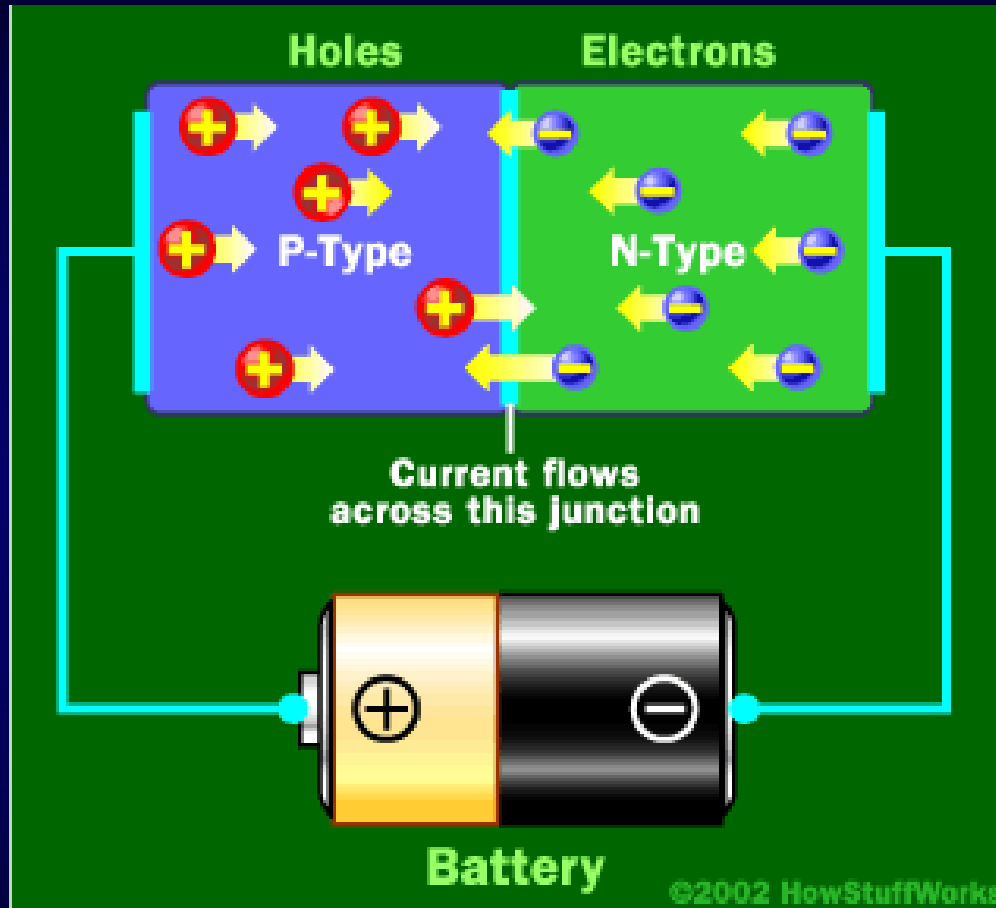 Holes
Electrons
P-Type
N-Type
Current flows
across this junction
Battery
©2002 HowStuffWorks